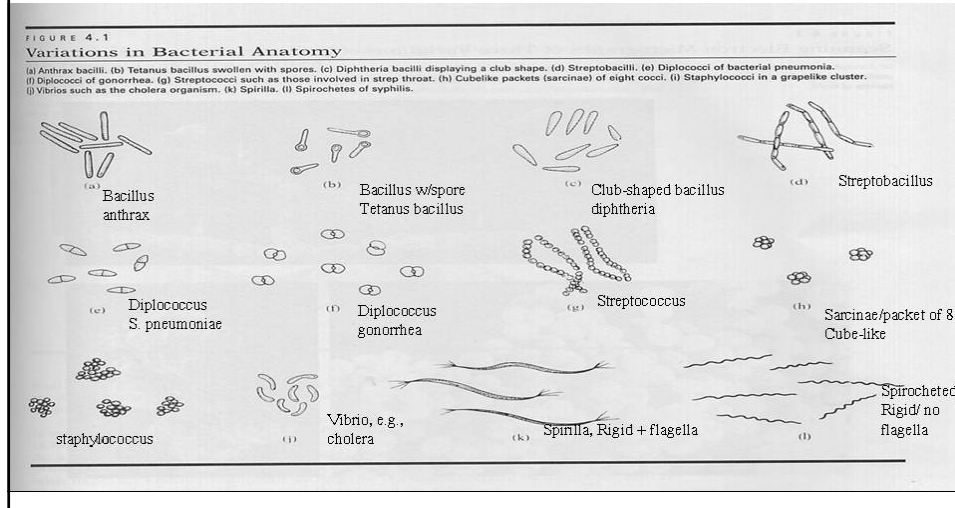 FIGURE 4.1
Variations in Bacterial Anatomy
(a) Anthrax bacilli. (b) Tetanus bacillus swollen with spores. (c) Diphtheria bacilli displaying a club shape. (d) Streptobacilli. (e) Diplococci of bacterial pneumonia.
(f) Diplococci of gonorrhea. (g) Streptococci such as those involved in strep throat. (h) Cubelike packets (sarcinae) of eight cocci. (i) Staphylococci in a grapelike cluster.
(j) Vibrios such as the cholera organism. (k) Spirilla. (l) Spirochetes of syphilis.
(a)
Bacillus
anthrax
(b)
Bacillus w/spore
Tetanus bacillus
(c)
Club-shaped bacillus
diphtheria
(d)
Streptobacillus
(e)
Diplococcus
S. pneumoniae
(f)
Diplococcus
gonorrhea
(g)
Streptococcus
(h)
Sarcinae/packet of 8
Cube-like
staphylococcus
(j)
Vibrio, e.g.,
cholera
(k)
Spirilla, Rigid + flagella
(l)
Spirocheted
Rigid/ no
flagella